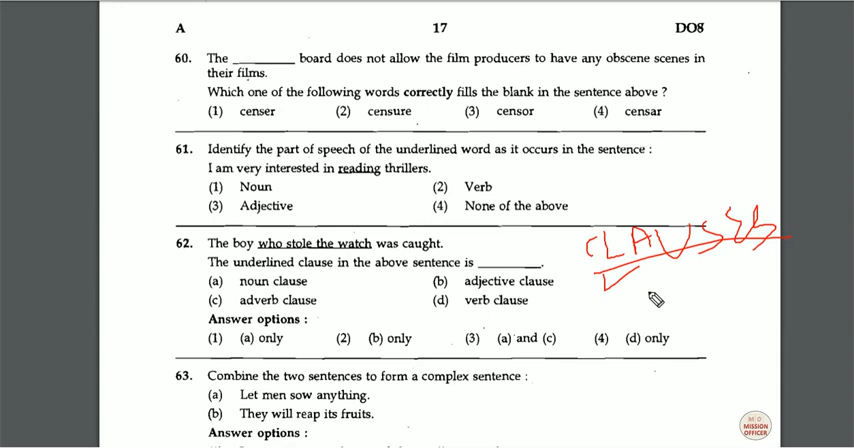 A 17 DO8
60. The ________ board does not allow the film producers to have any obscene scenes in
their films.
Which one of the following words correctly fills the blank in the sentence above ?
(1) censer (2) censure (3) censor (4) censar
61. Identify the part of speech of the underlined word as it occurs in the sentence :
I am very interested in reading thrillers.
(1) Noun (2) Verb
(3) Adjective (4) None of the above
CLAUSES
62. The boy who stole the watch was caught.
The underlined clause in the above sentence is ________.
(a) noun clause (b) adjective clause
(c) adverb clause (d) verb clause
Answer options :
(1) (a) only (2) (b) only (3) (a) and (c) (4) (d) only
63. Combine the two sentences to form a complex sentence :
(a) Let men sow anything.
(b) They will reap its fruits.
Answer options :
MISSION
OFFICER